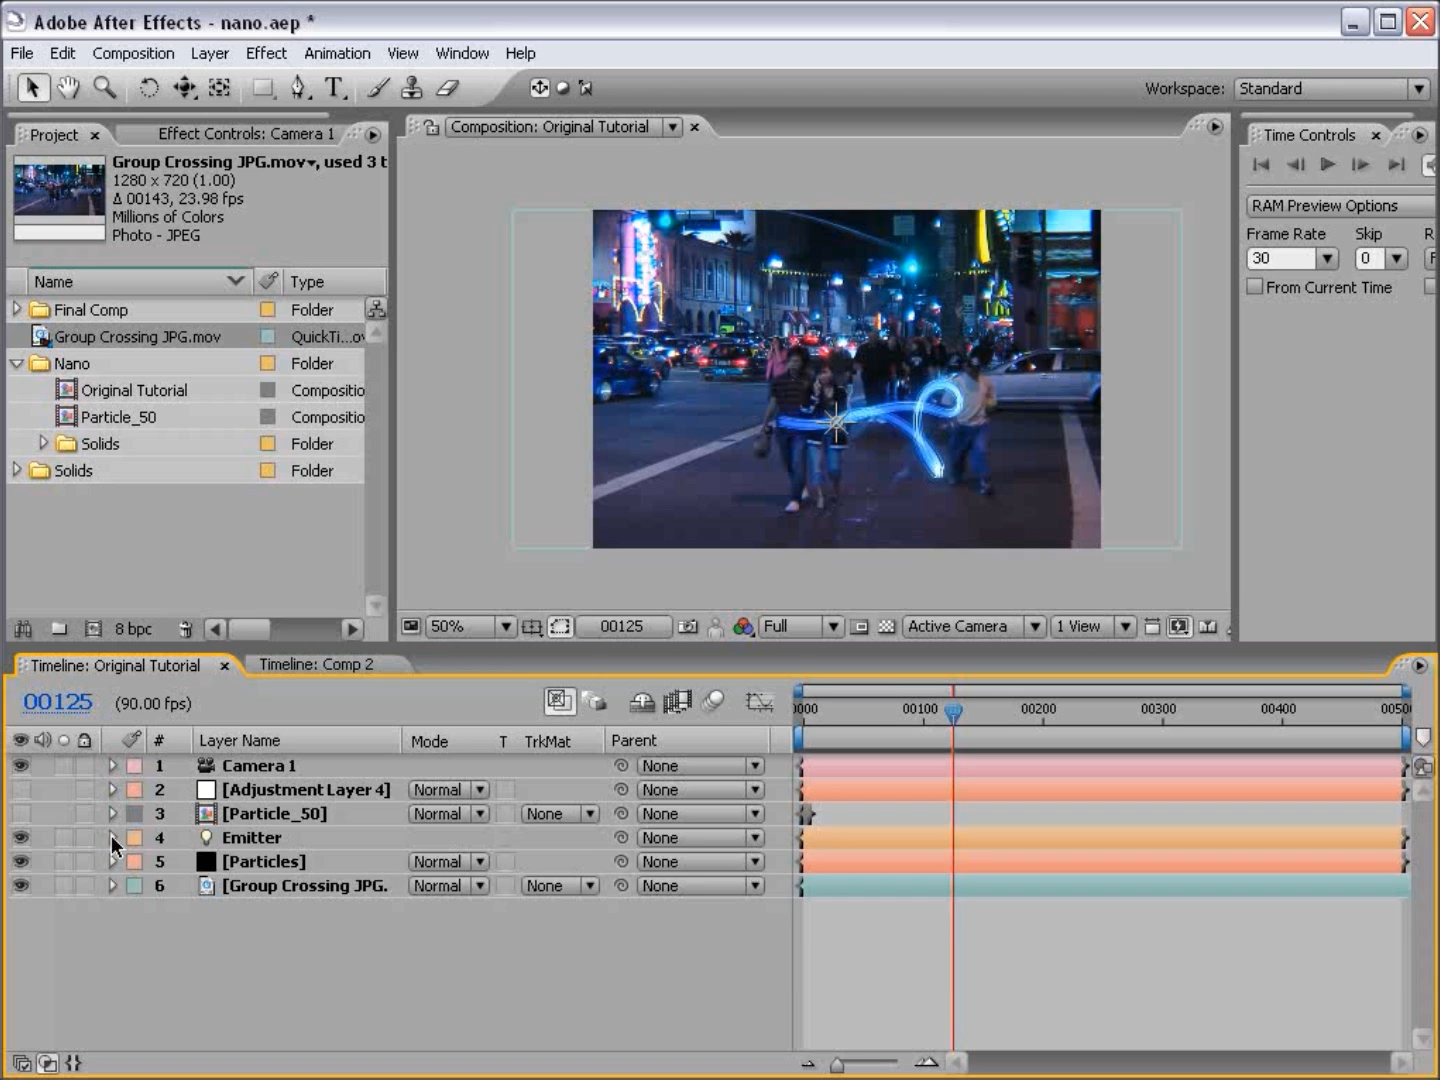 Adobe After Effects - nano.aep *
File Edit Composition Layer Effect Animation View Window Help
Workspace: Standard
Project × Effect Controls: Camera 1
Group Crossing JPG.mov, used 3 t
1280 x 720 (1.00)
Δ 00143, 23.98 fps
Millions of Colors
Photo - JPEG
Name Type
Final Comp Folder
Group Crossing JPG.mov QuickTi...ov
Nano Folder
Original Tutorial Compositio
Particle_50 Compositio
Solids Folder
Solids Folder
8 bpc
Composition: Original Tutorial ×
50% 00125 Full Active Camera 1 View
Time Controls ×
RAM Preview Options
Frame Rate Skip R
30 0 F
From Current Time
Timeline: Original Tutorial × Timeline: Comp 2
00125 (90.00 fps)
0000 00100 00200 00300 00400 0050
# Layer Name Mode T TrkMat Parent
1 Camera 1 None
2 [Adjustment Layer 4] Normal None
3 [Particle_50] Normal None None
4 Emitter None
5 [Particles] Normal None
6 [Group Crossing JPG. Normal None None